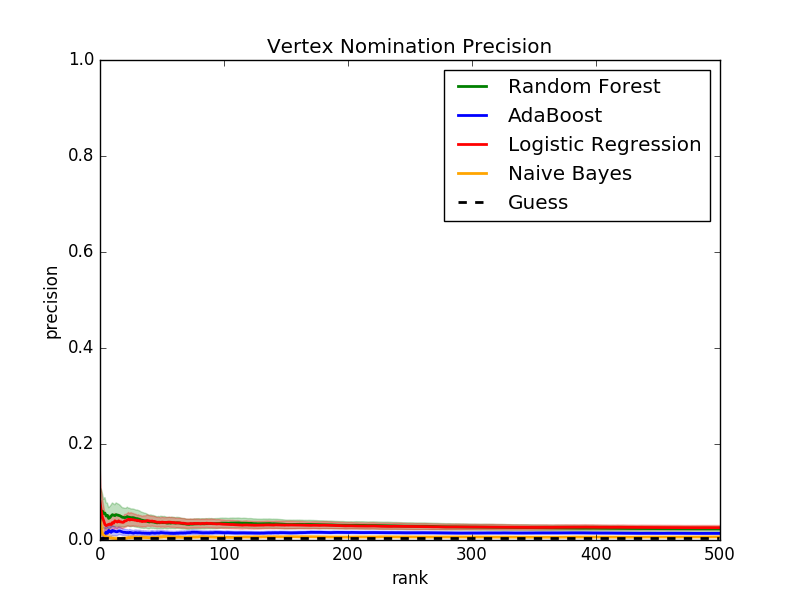 Vertex Nomination Precision
1.0
0.8
0.6
0.4
0.2
0.0
precision
Random Forest
AdaBoost
Logistic Regression
Naive Bayes
Guess
0 100 200 300 400 500
rank